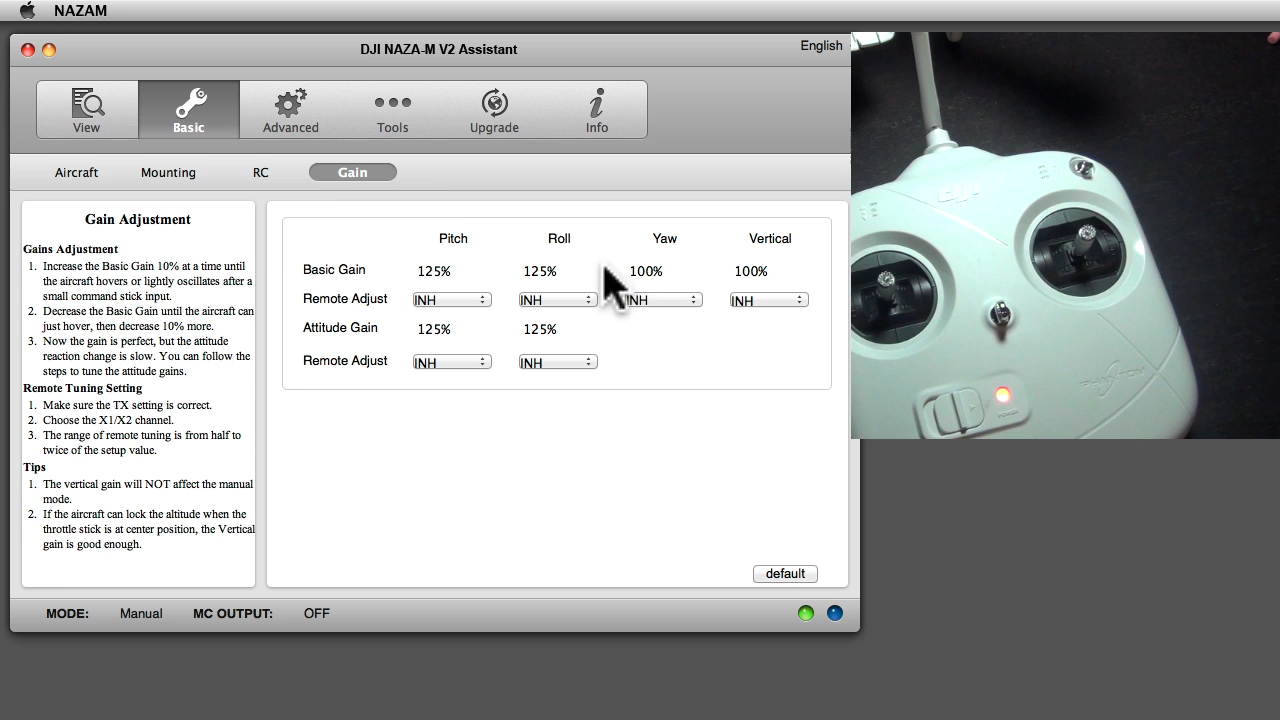 NAZAM
DJI NAZA-M V2 Assistant
English
View
Basic
Advanced
Tools
Upgrade
Info
Aircraft
Mounting
RC
Gain
Gain Adjustment
Gains Adjustment
1. Increase the Basic Gain 10% at a time until
the aircraft hovers or lightly oscillates after a
small command stick input.
2. Decrease the Basic Gain until the aircraft can
just hover, then decrease 10% more.
3. Now the gain is perfect, but the attitude
reaction change is slow. You can follow the
steps to tune the attitude gains.
Remote Tuning Setting
1. Make sure the TX setting is correct.
2. Choose the X1/X2 channel.
3. The range of remote tuning is from half to
twice of the setup value.
Tips
1. The vertical gain will NOT affect the manual
mode.
2. If the aircraft can lock the altitude when the
throttle stick is at center position, the Vertical
gain is good enough.
Pitch Roll Yaw Vertical
Basic Gain 125% 125% 100% 100%
Remote Adjust INH INH INH INH
Attitude Gain 125% 125%
Remote Adjust INH INH
default
MODE: Manual MC OUTPUT: OFF
DJI
PHANTOM
POWER